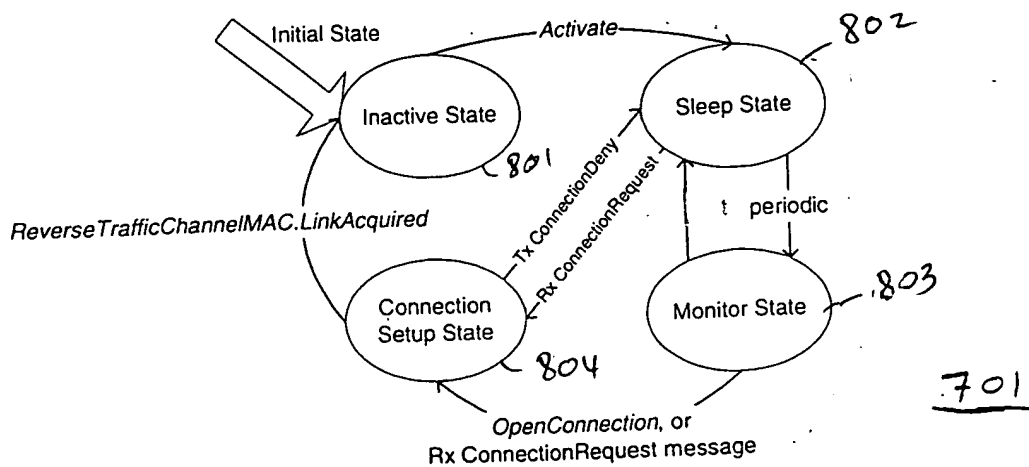 Initial State
Activate
802
Inactive State
Sleep State
801
Tx ConnectionDeny
Rx ConnectionRequest
ReverseTrafficChannelMAC.LinkAcquired
t periodic
Connection
Setup State
Monitor State
803
804
701
OpenConnection, or
Rx ConnectionRequest message